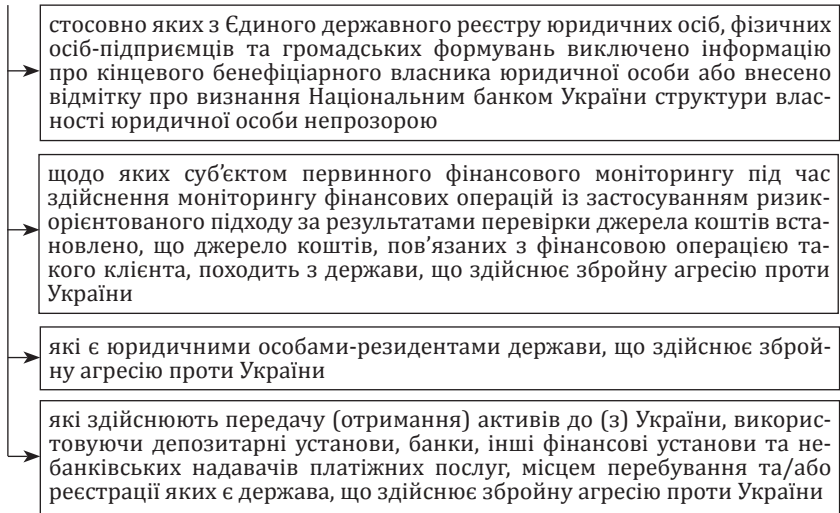 стосовно яких з Єдиного державного реєстру юридичних осіб, фізичних
осіб-підприємців та громадських формувань виключено інформацію
про кінцевого бенефіціарного власника юридичної особи або внесено
відмітку про визнання Національним банком України структури влас-
ності юридичної особи непрозорою
щодо яких суб’єктом первинного фінансового моніторингу під час
здійснення моніторингу фінансових операцій із застосуванням ризик-
орієнтованого підходу за результатами перевірки джерела коштів вста-
новлено, що джерело коштів, пов’язаних з фінансовою операцією та-
кого клієнта, походить з держави, що здійснює збройну агресію проти
України
які є юридичними особами-резидентами держави, що здійснює зброй-
ну агресію проти України
які здійснюють передачу (отримання) активів до (з) України, викорис-
товуючи депозитарні установи, банки, інші фінансові установи та не-
банківських надавачів платіжних послуг, місцем перебування та/або
реєстрації яких є держава, що здійснює збройну агресію проти України